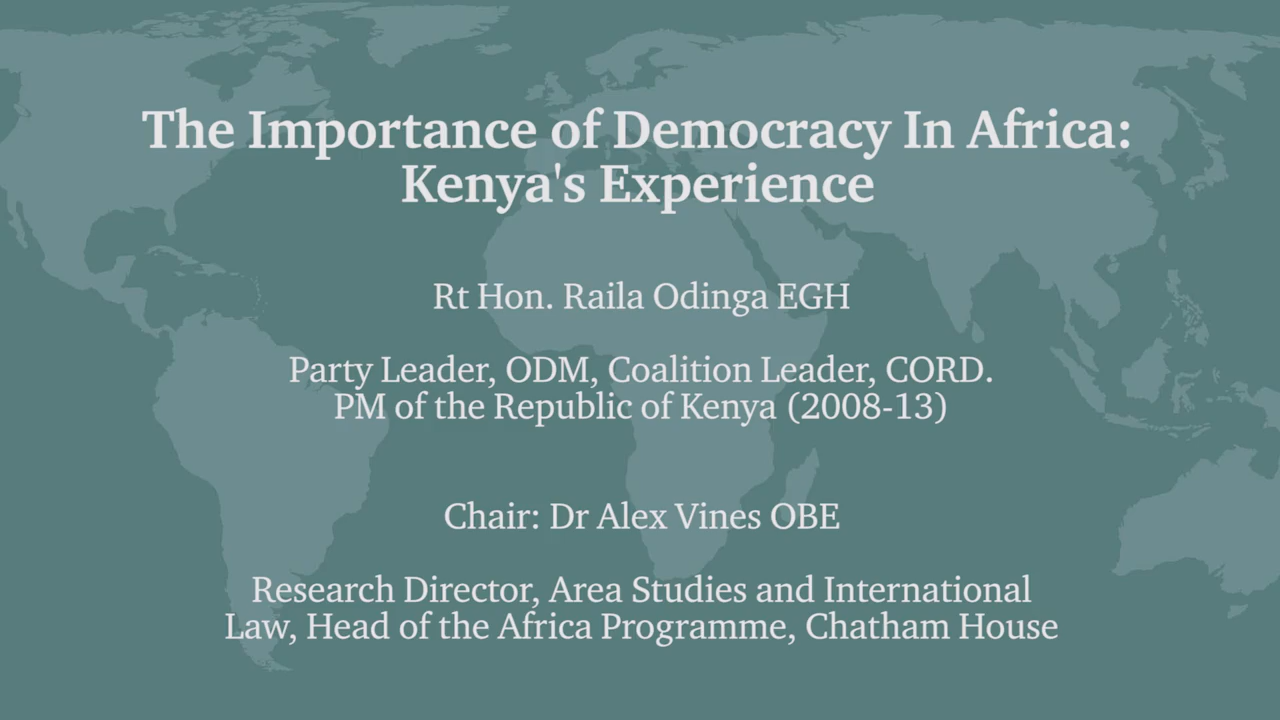 The Importance of Democracy In Africa:
Kenya's Experience
Rt Hon. Raila Odinga EGH
Party Leader, ODM, Coalition Leader, CORD.
PM of the Republic of Kenya (2008-13)
Chair: Dr Alex Vines OBE
Research Director, Area Studies and International
Law, Head of the Africa Programme, Chatham House